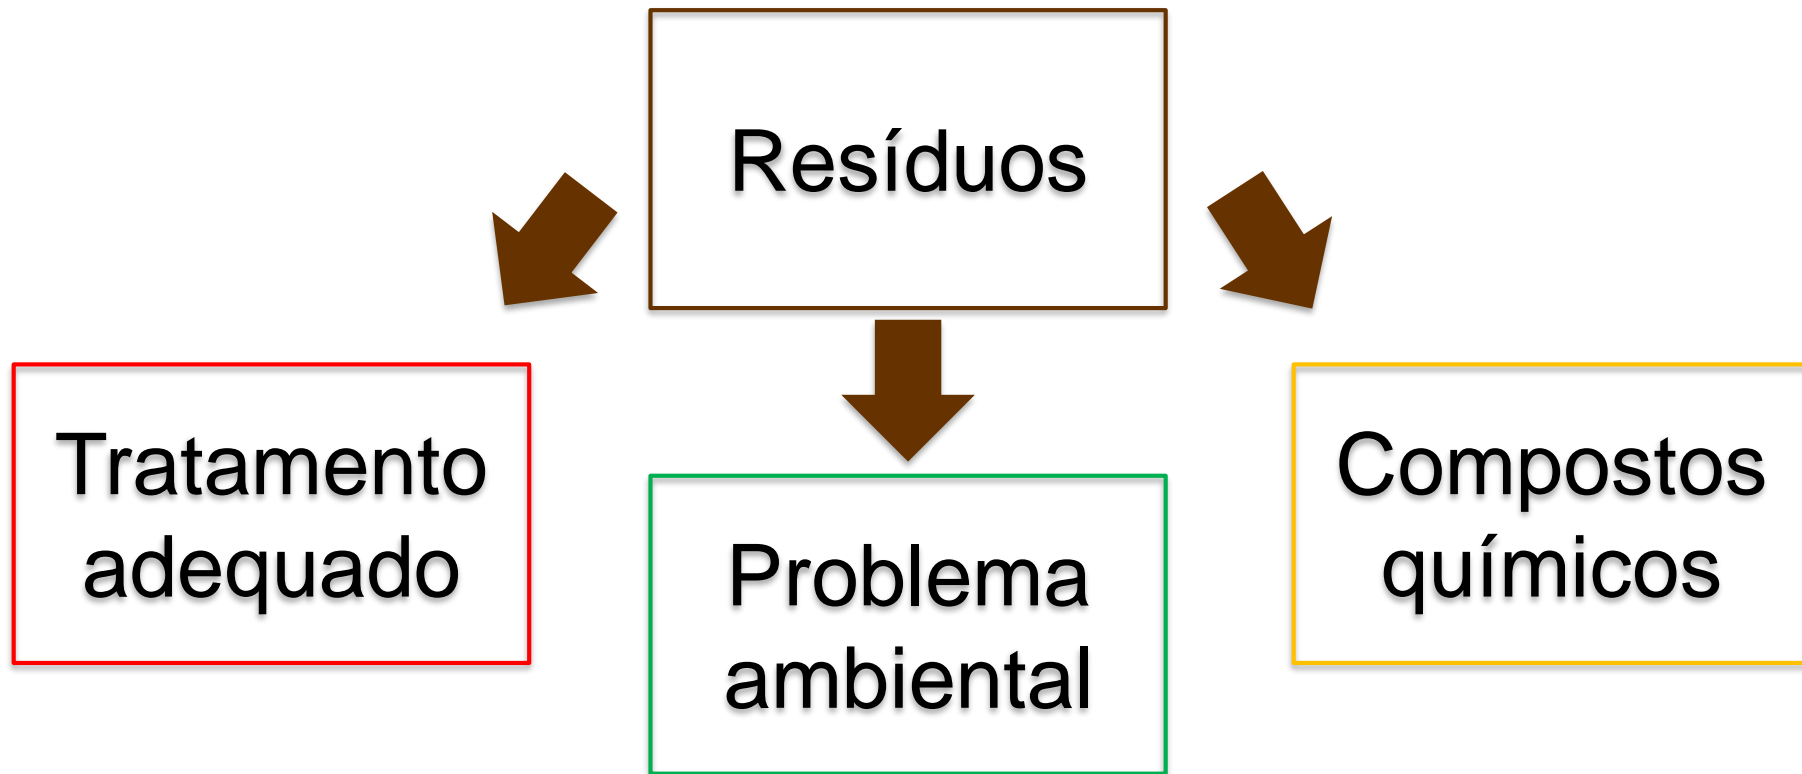 Resíduos
Tratamento
adequado
Problema
ambiental
Compostos
químicos